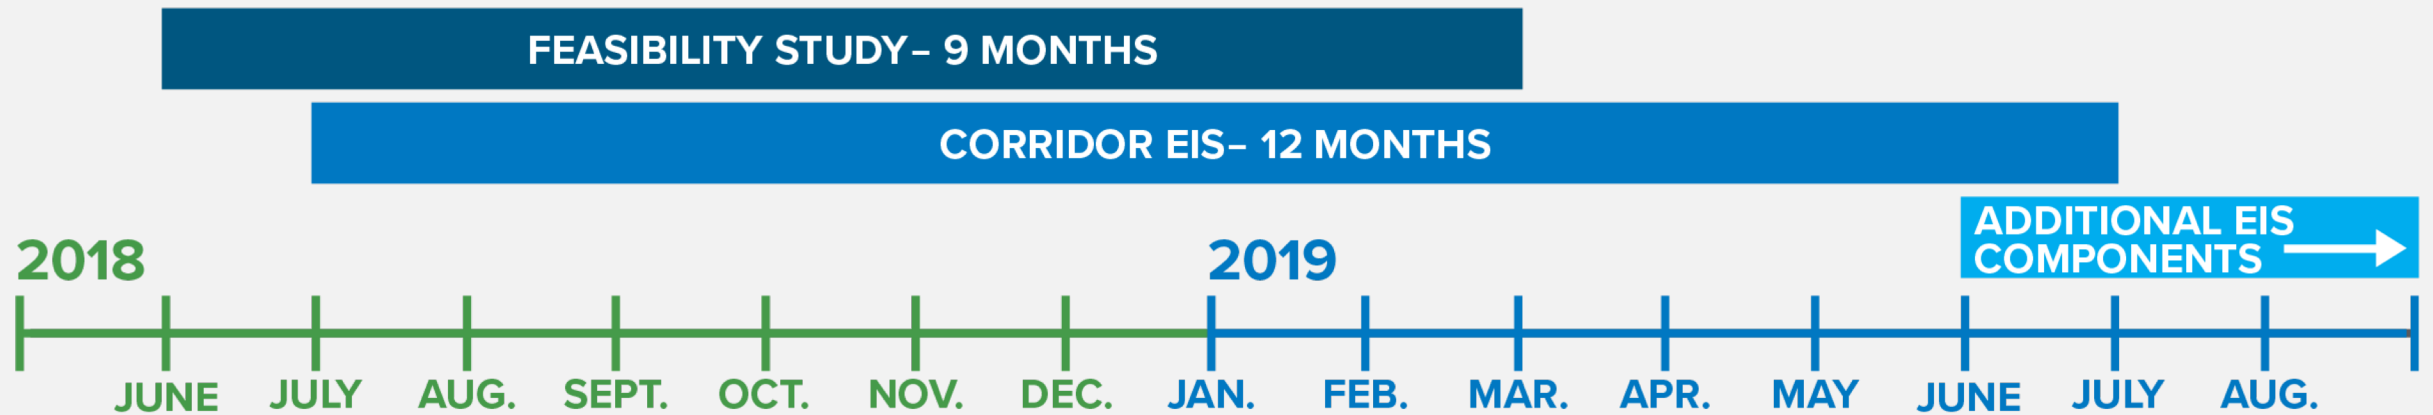 FEASIBILITY STUDY– 9 MONTHS
CORRIDOR EIS– 12 MONTHS
ADDITIONAL EIS
COMPONENTS
2018
2019
JUNE JULY AUG. SEPT. OCT. NOV. DEC. JAN. FEB. MAR. APR. MAY JUNE JULY AUG.